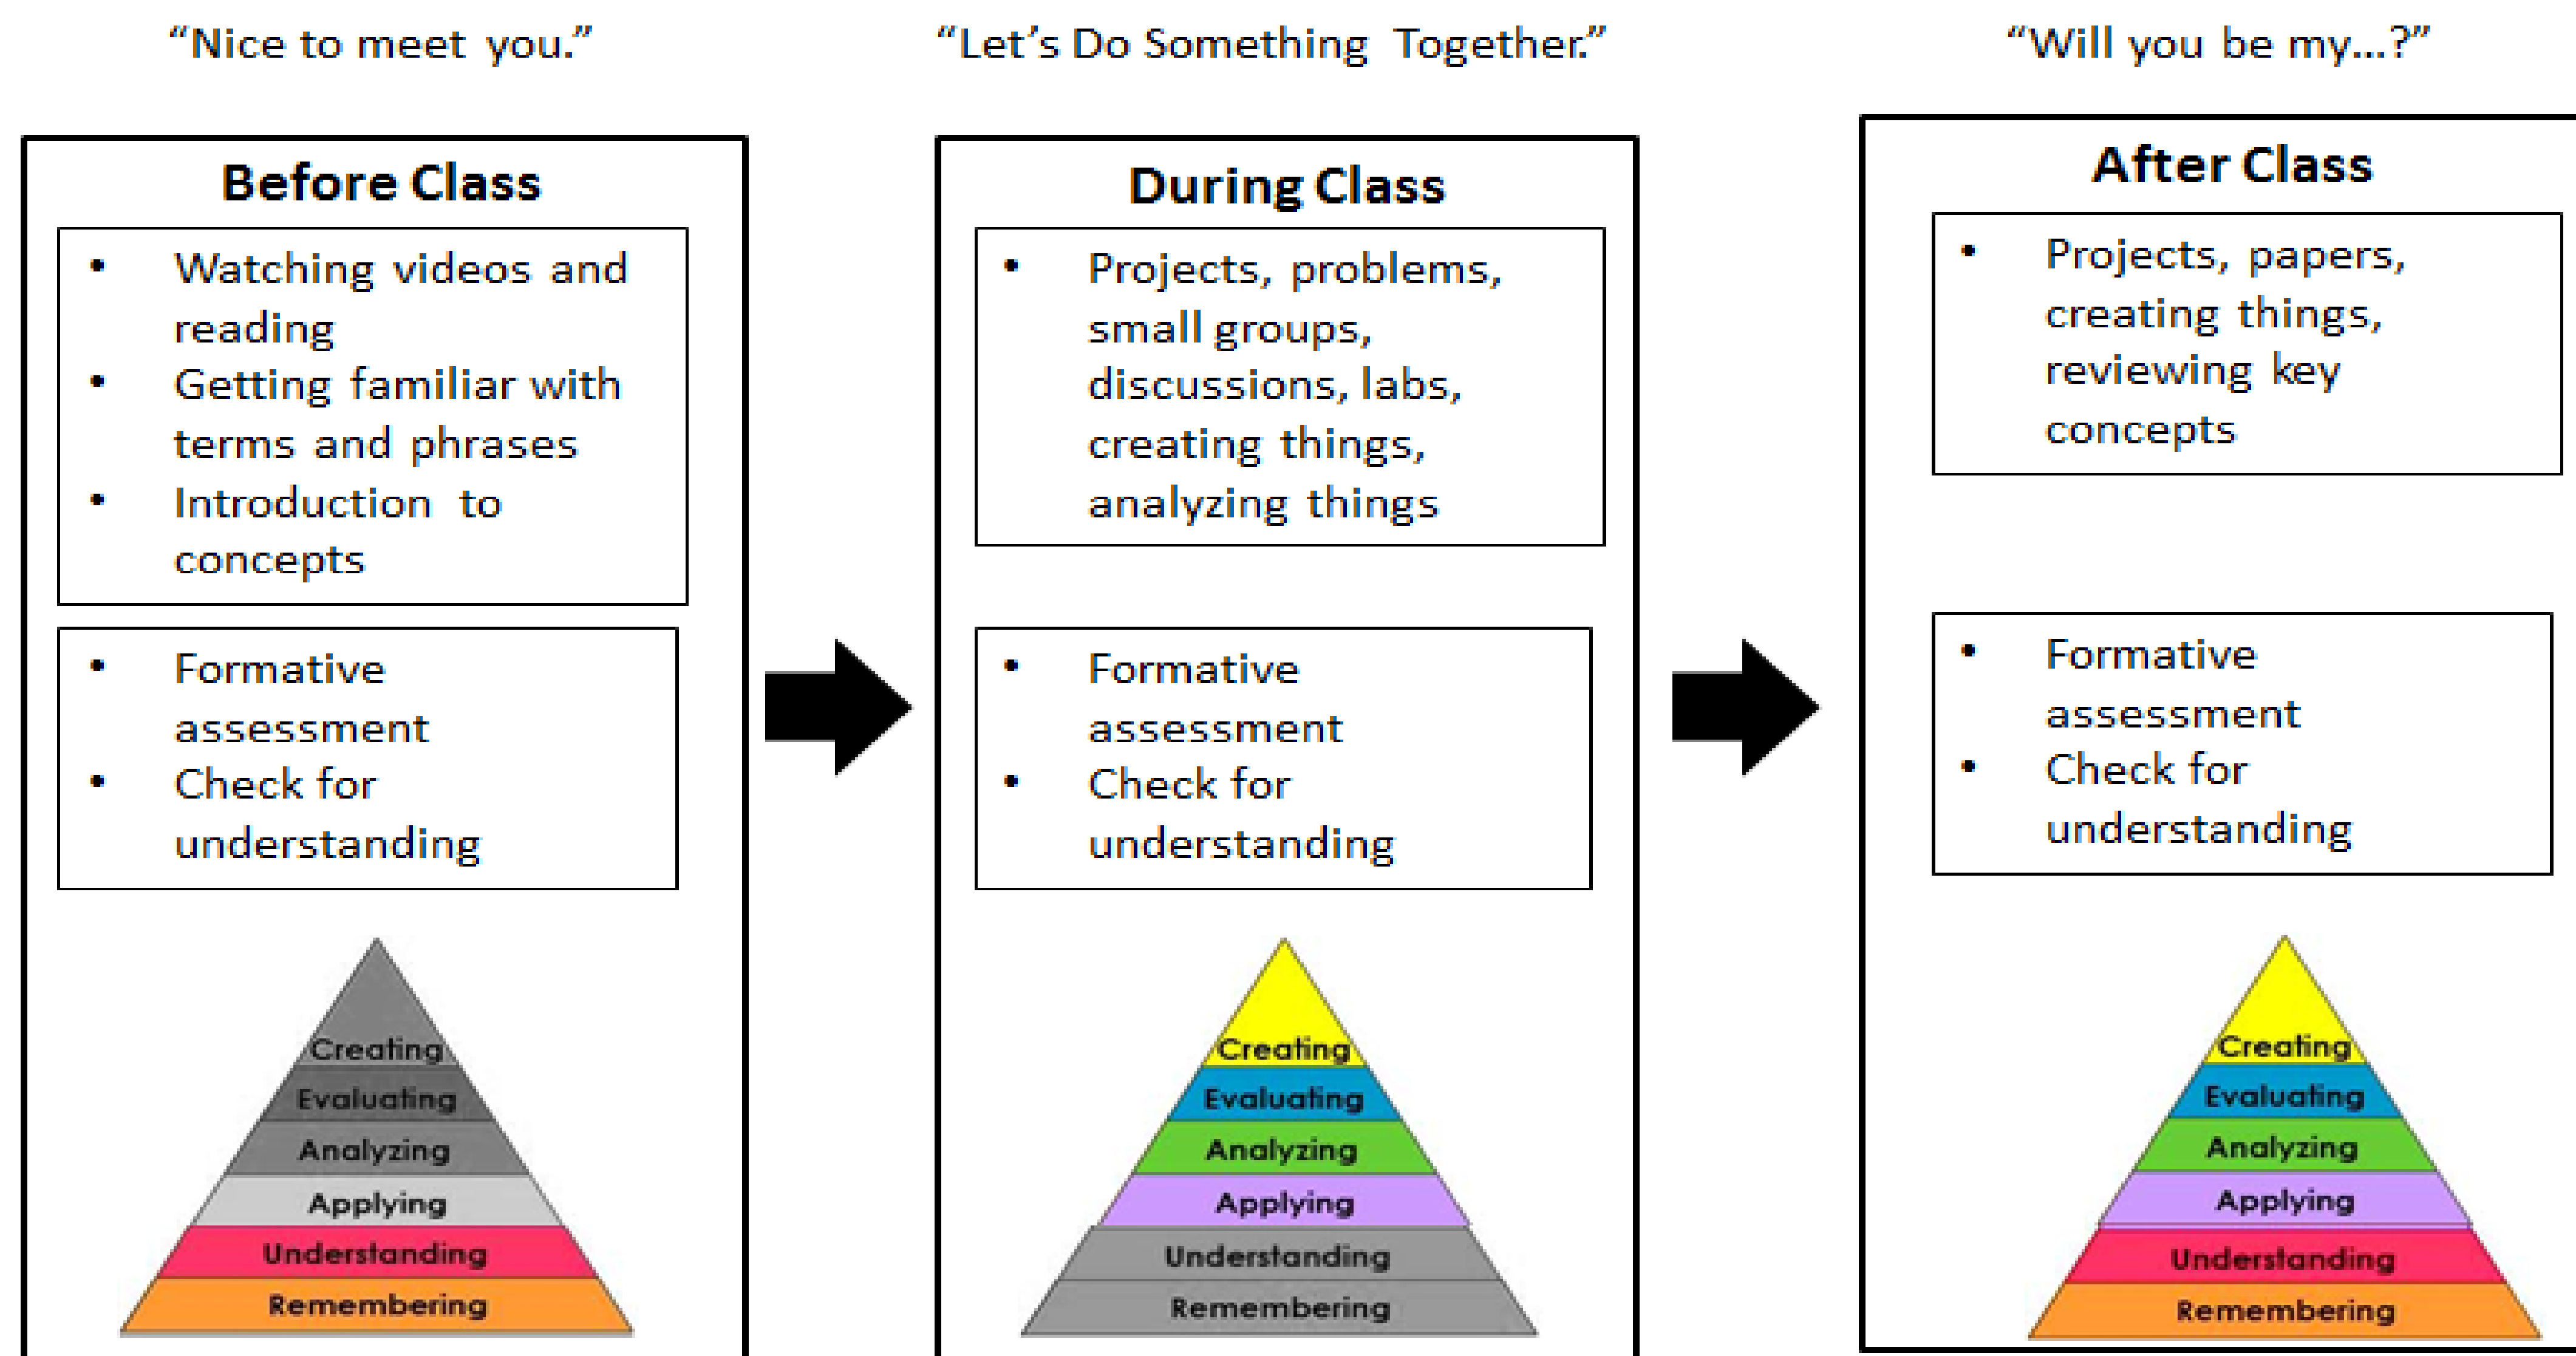 “Nice to meet you.”
“Let’s Do Something Together.”
“Will you be my...?”
Before Class
• Watching videos and
reading
• Getting familiar with
terms and phrases
• Introduction to
concepts
• Formative
assessment
• Check for
understanding
Creating
Evaluating
Analyzing
Applying
Understanding
Remembering
During Class
• Projects, problems,
small groups,
discussions, labs,
creating things,
analyzing things
• Formative
assessment
• Check for
understanding
Creating
Evaluating
Analyzing
Applying
Understanding
Remembering
After Class
• Projects, papers,
creating things,
reviewing key
concepts
• Formative
assessment
• Check for
understanding
Creating
Evaluating
Analyzing
Applying
Understanding
Remembering